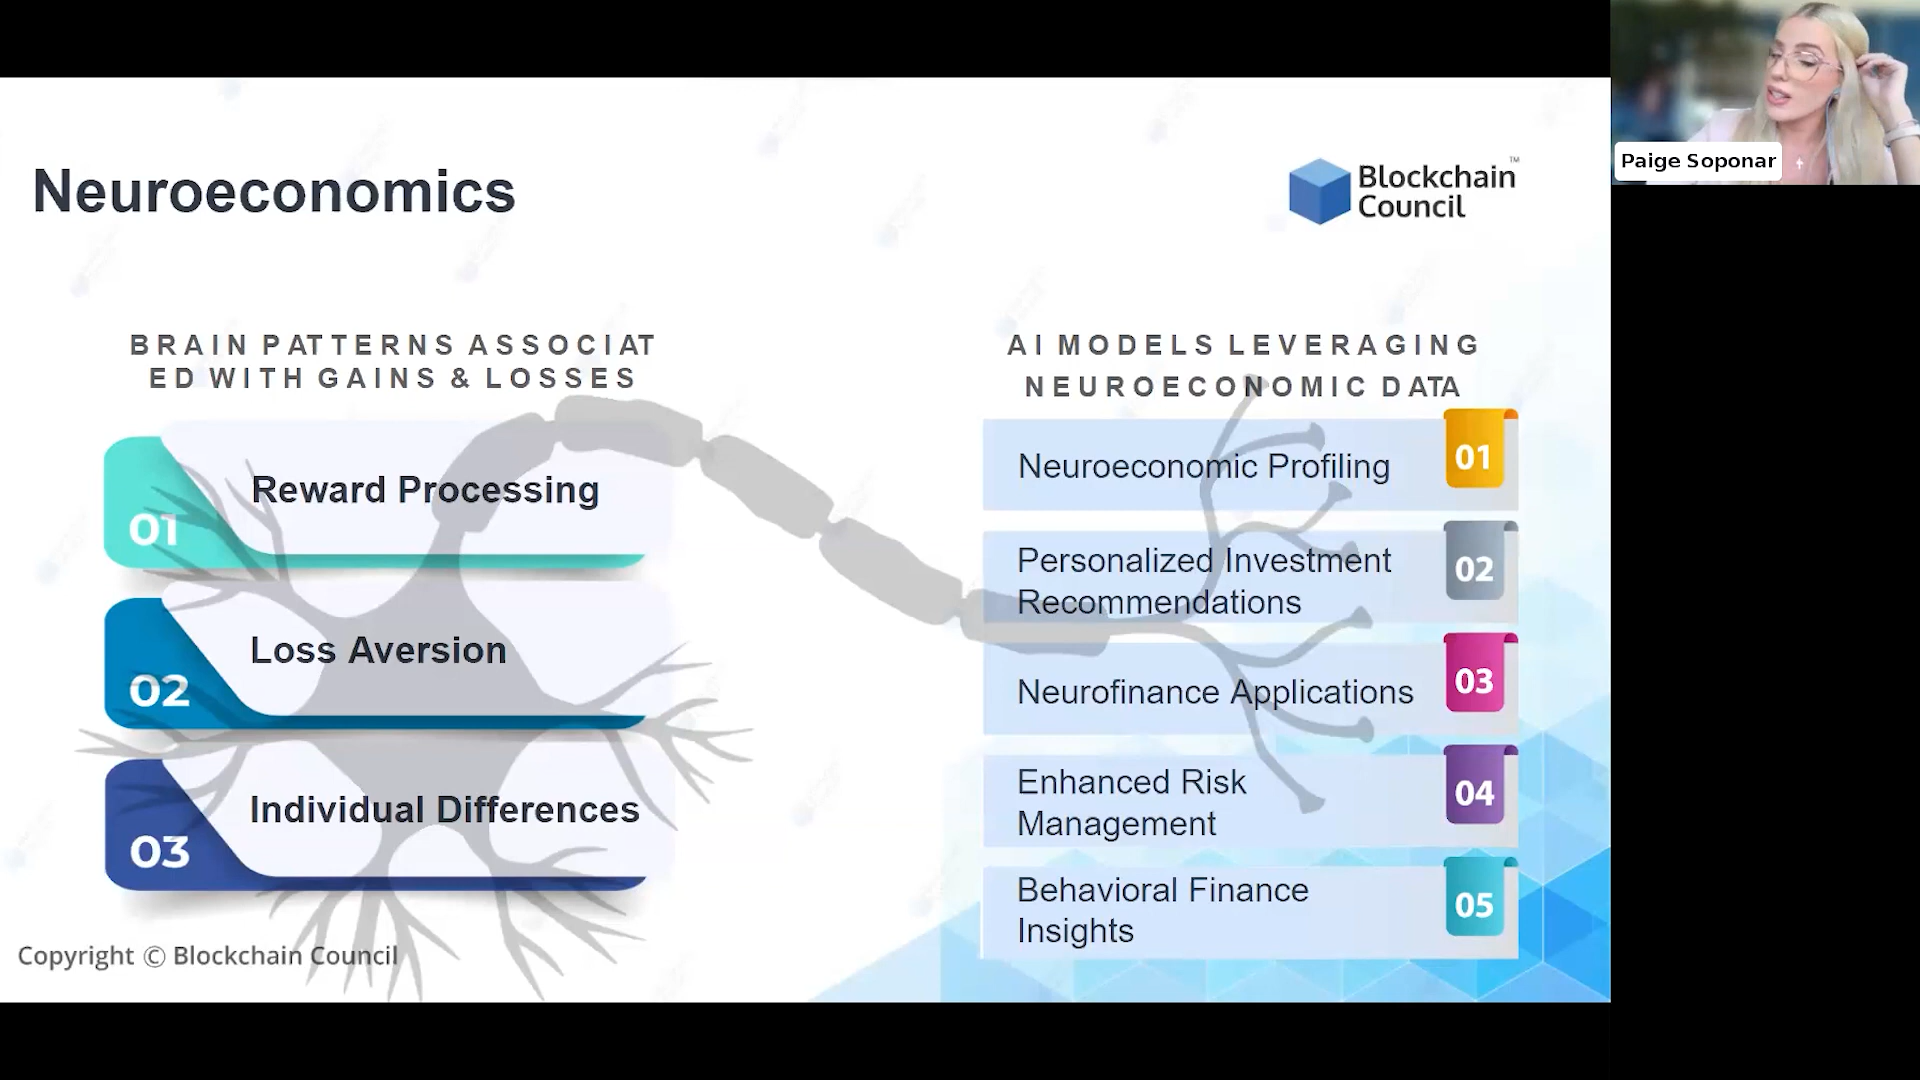 Neuroeconomics
Blockchain
Council
™
Paige Soponar
BRAIN PATTERNS ASSOCIAT
ED WITH GAINS & LOSSES
01
Reward Processing
02
Loss Aversion
03
Individual Differences
AI MODELS LEVERAGING
NEUROECONOMIC DATA
Neuroeconomic Profiling
01
Personalized Investment
Recommendations
02
Neurofinance Applications
03
Enhanced Risk
Management
04
Behavioral Finance
Insights
05
Copyright © Blockchain Council